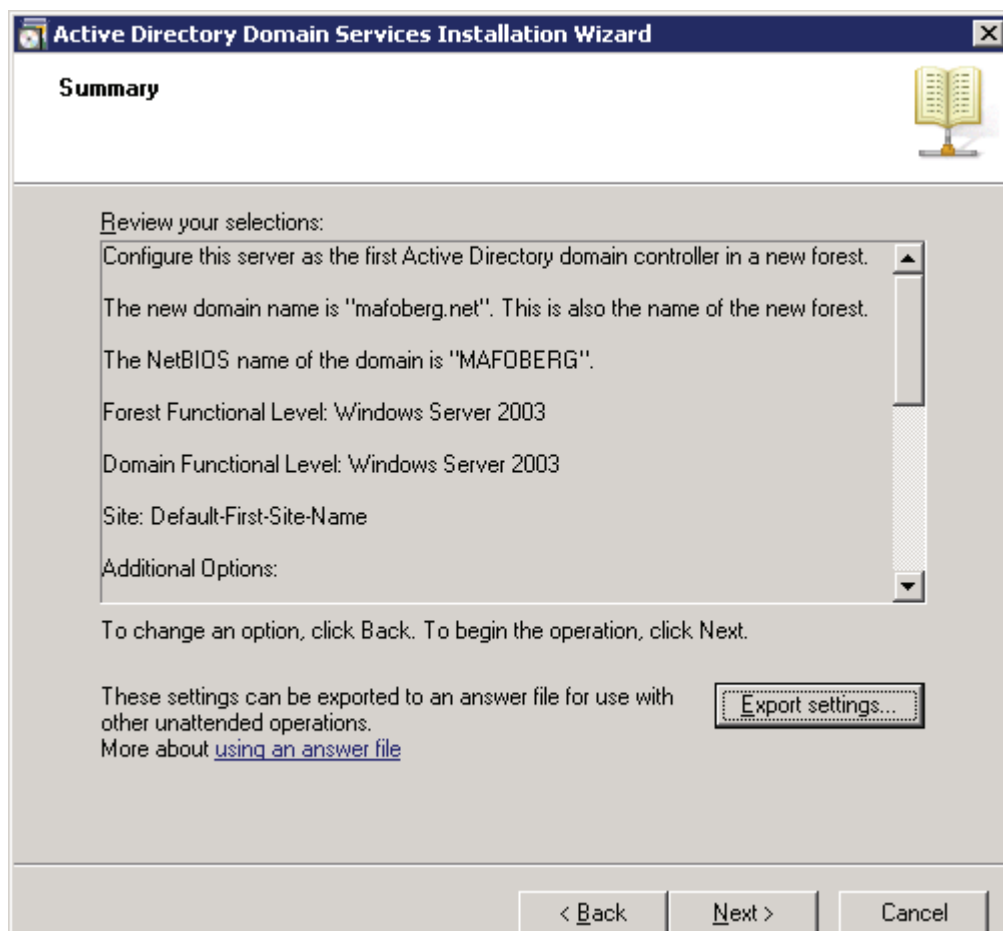 Active Directory Domain Services Installation Wizard
Summary
Review your selections:
Configure this server as the first Active Directory domain controller in a new forest.
The new domain name is "mafoberg.net". This is also the name of the new forest.
The NetBIOS name of the domain is "MAFOBERG".
Forest Functional Level: Windows Server 2003
Domain Functional Level: Windows Server 2003
Site: Default-First-Site-Name
Additional Options:
To change an option, click Back. To begin the operation, click Next.
These settings can be exported to an answer file for use with
other unattended operations.
More about using an answer file
Export settings...
< Back
Next >
Cancel